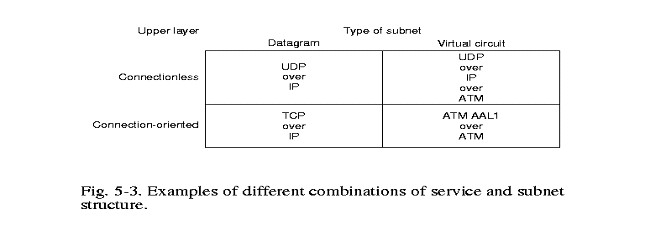 Upper layer
Type of subnet
Datagram
Virtual circuit
Connectionless
UDP
over
IP
UDP
over
IP
over
ATM
Connection-oriented
TCP
over
IP
ATM AAL1
over
ATM
Fig. 5-3. Examples of different combinations of service and subnet
structure.